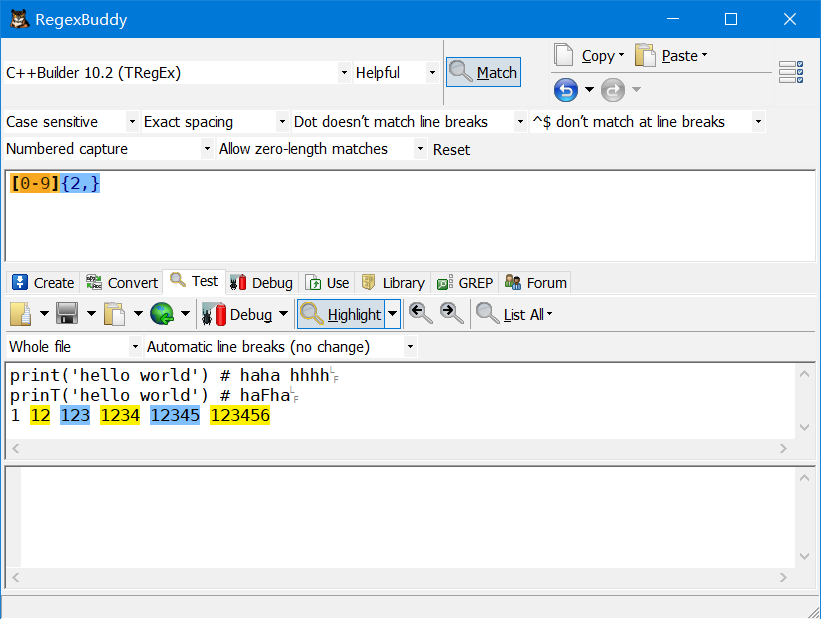 RegexBuddy
C++Builder 10.2 (TRegEx) Helpful Match Copy Paste
Case sensitive Exact spacing Dot doesn't match line breaks ^$ don't match at line breaks
Numbered capture Allow zero-length matches Reset
[0-9]{2,}
Create Convert Test Debug Use Library GREP Forum
Debug Highlight List All
Whole file Automatic line breaks (no change)
print('hello world') # haha hhhhLF
prinT('hello world') # haFhaLF
1 12 123 1234 12345 123456